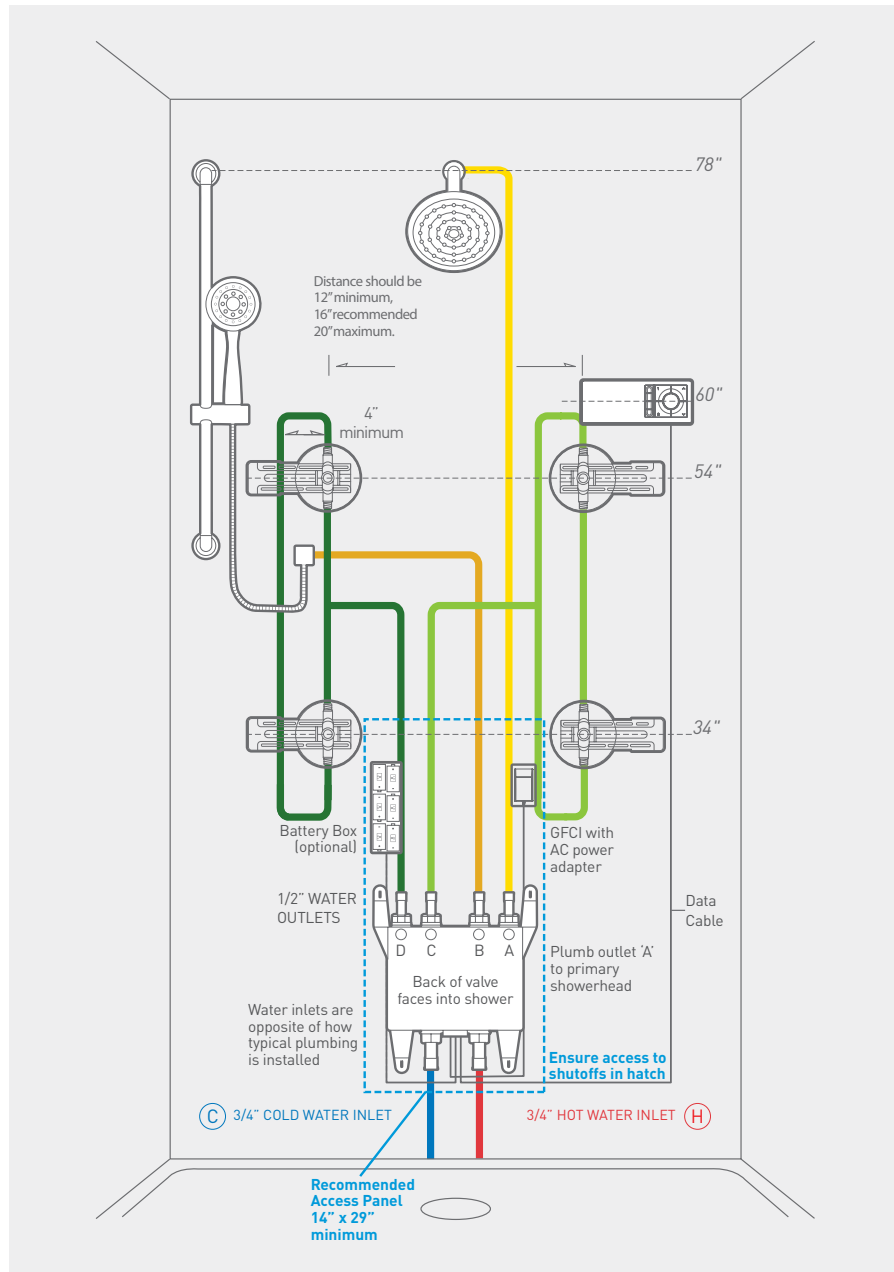 78"
Distance should be
12" minimum,
16" recommended
20" maximum.
60"
4"
minimum
54"
34"
Battery Box
(optional)
GFCI with
AC power
adapter
1/2" WATER
OUTLETS
Data
Cable
D C B A
Back of valve
faces into shower
Plumb outlet 'A'
to primary
showerhead
Water inlets are
opposite of how
typical plumbing
is installed
Ensure access to
shutoffs in hatch
C 3/4" COLD WATER INLET
3/4" HOT WATER INLET H
Recommended
Access Panel
14" x 29"
minimum